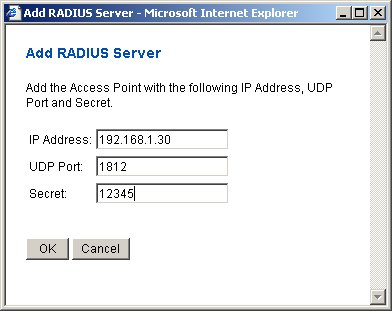 Add RADIUS Server - Microsoft Internet Explorer
Add RADIUS Server
Add the Access Point with the following IP Address, UDP
Port and Secret.
IP Address: 192.168.1.30
UDP Port: 1812
Secret: 12345
OK Cancel